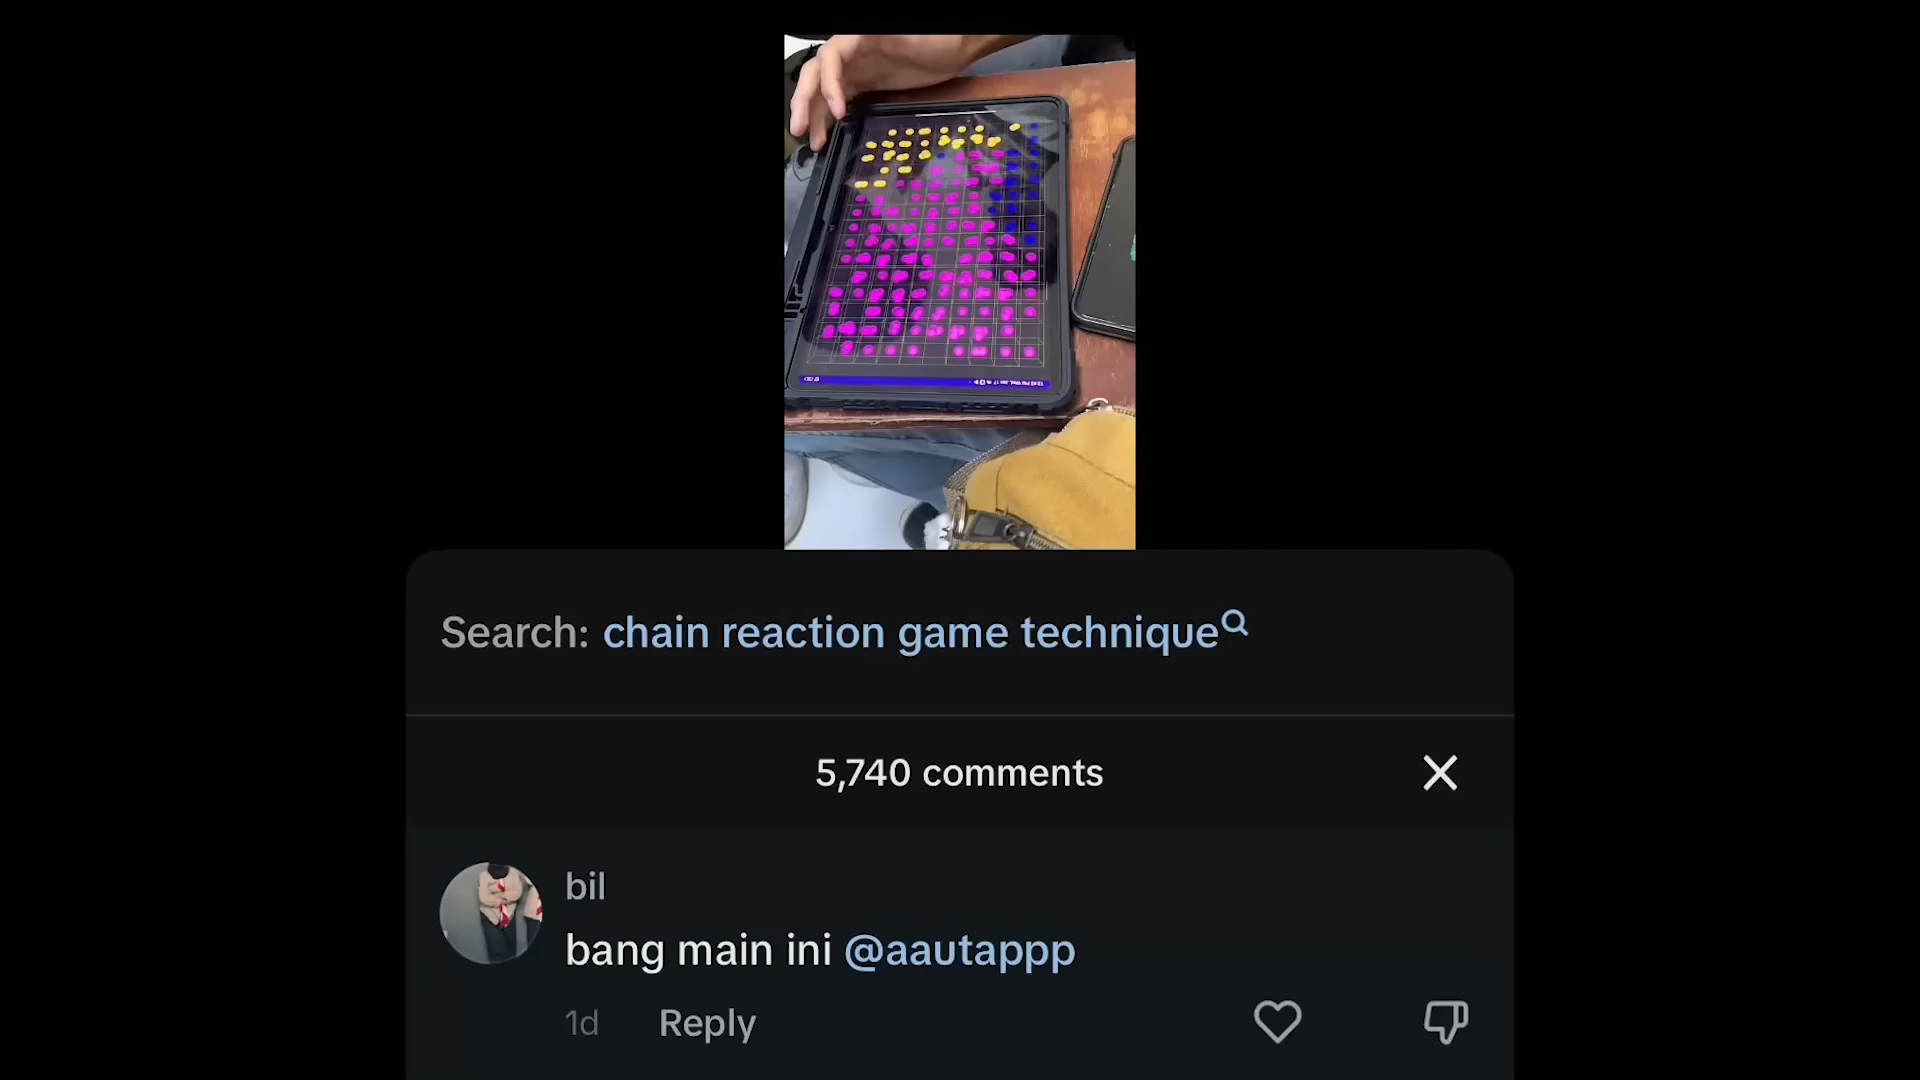 Search: chain reaction game technique
5,740 comments
bil
bang main ini @aautappp
1d Reply